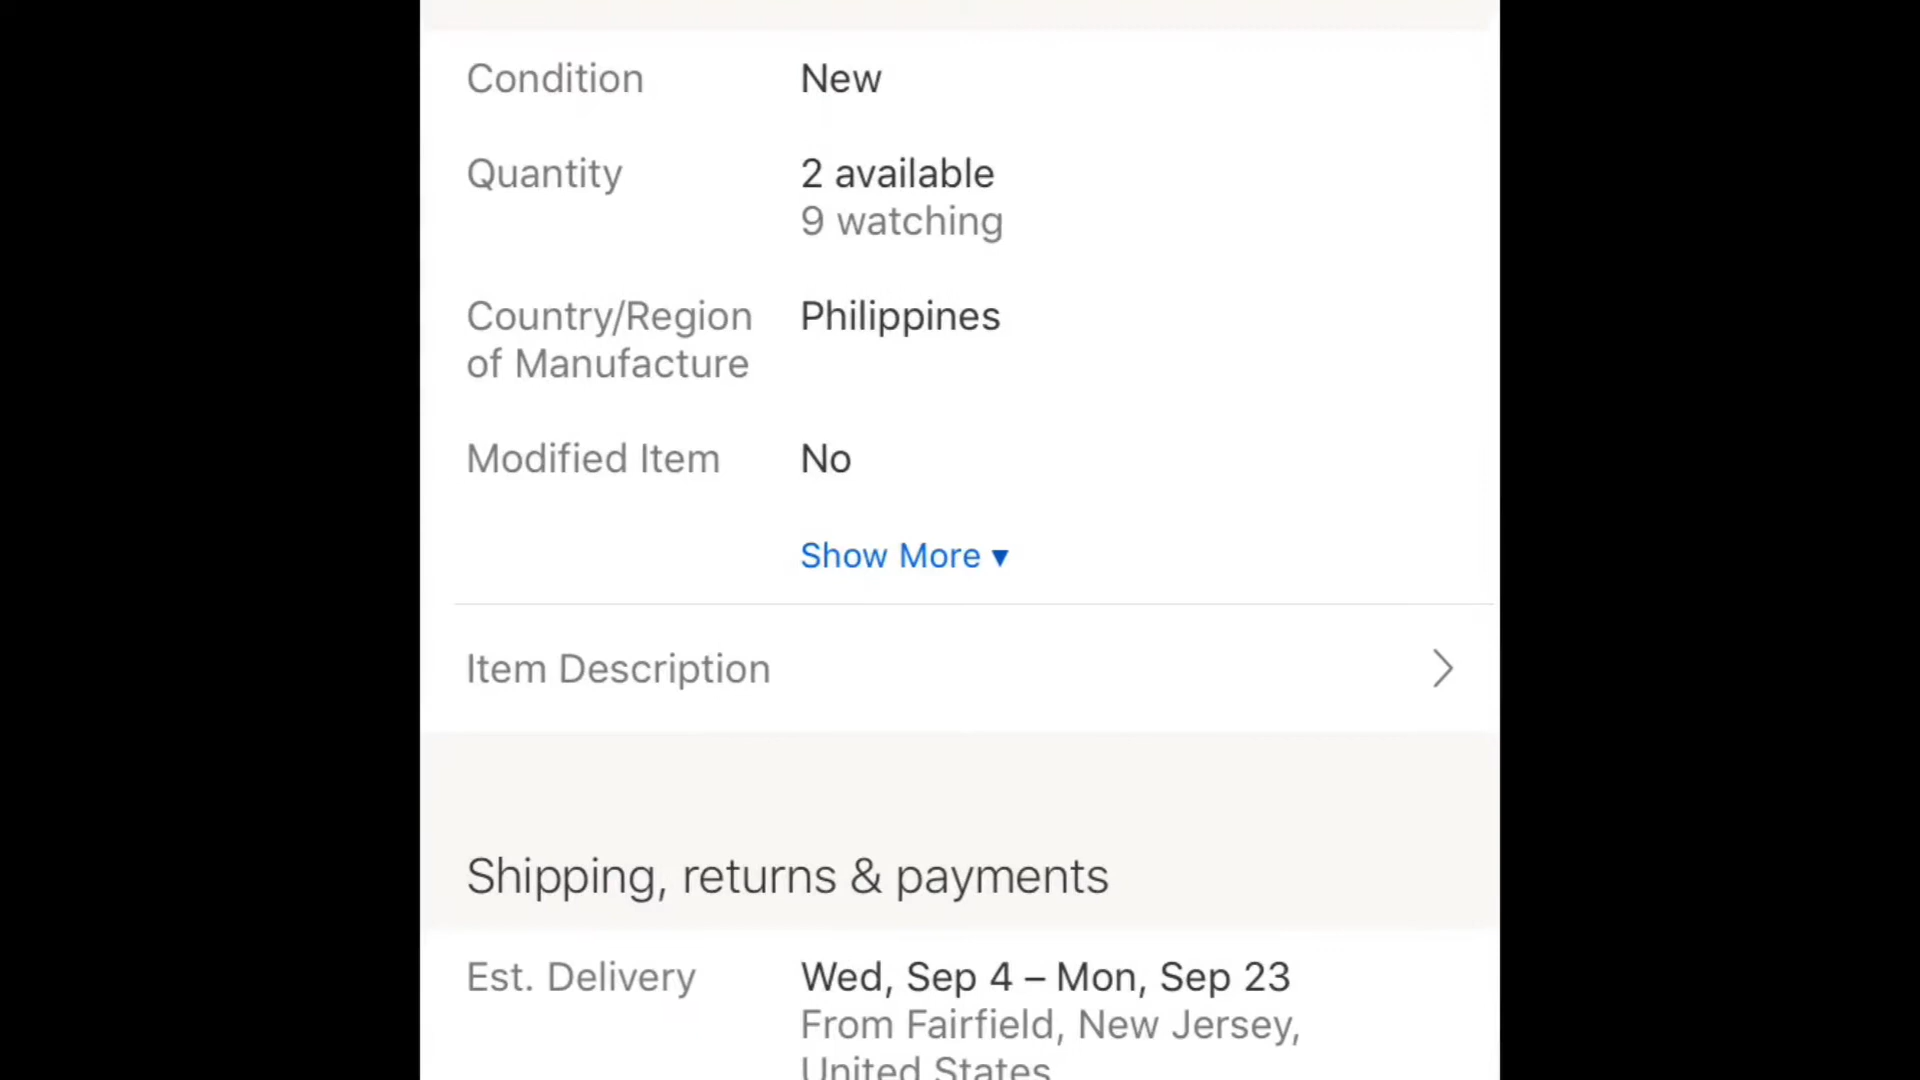 Condition New
Quantity 2 available
9 watching
Country/Region Philippines
of Manufacture
Modified Item No
Show More ▼
Item Description
Shipping, returns & payments
Est. Delivery Wed, Sep 4 – Mon, Sep 23
From Fairfield, New Jersey,
United States